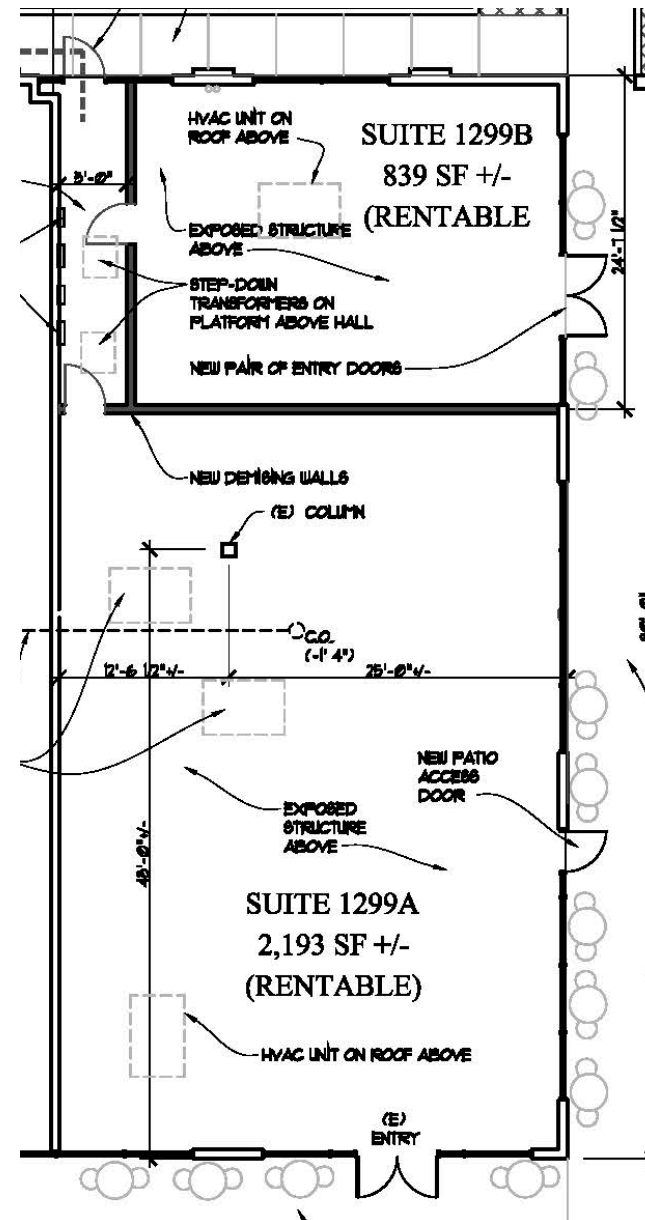 HVAC UNIT ON
ROOF ABOVE
SUITE 1299B
839 SF +/-
(RENTABLE
5'-0"
EXPOSED STRUCTURE
ABOVE
24'-7 1/2"
STEP-DOWN
TRANSFORMERS ON
PLATFORM ABOVE HALL
NEW PAIR OF ENTRY DOORS
NEW DEMISING WALLS
(E) COLUMN
C.O.
(-1' 4")
12'-6 1/2"+/-
25'-0"+/-
NEW PATIO
ACCESS
DOOR
EXPOSED
STRUCTURE
ABOVE
45'-0"+/-
SUITE 1299A
2,193 SF +/-
(RENTABLE)
HVAC UNIT ON ROOF ABOVE
(E)
ENTRY